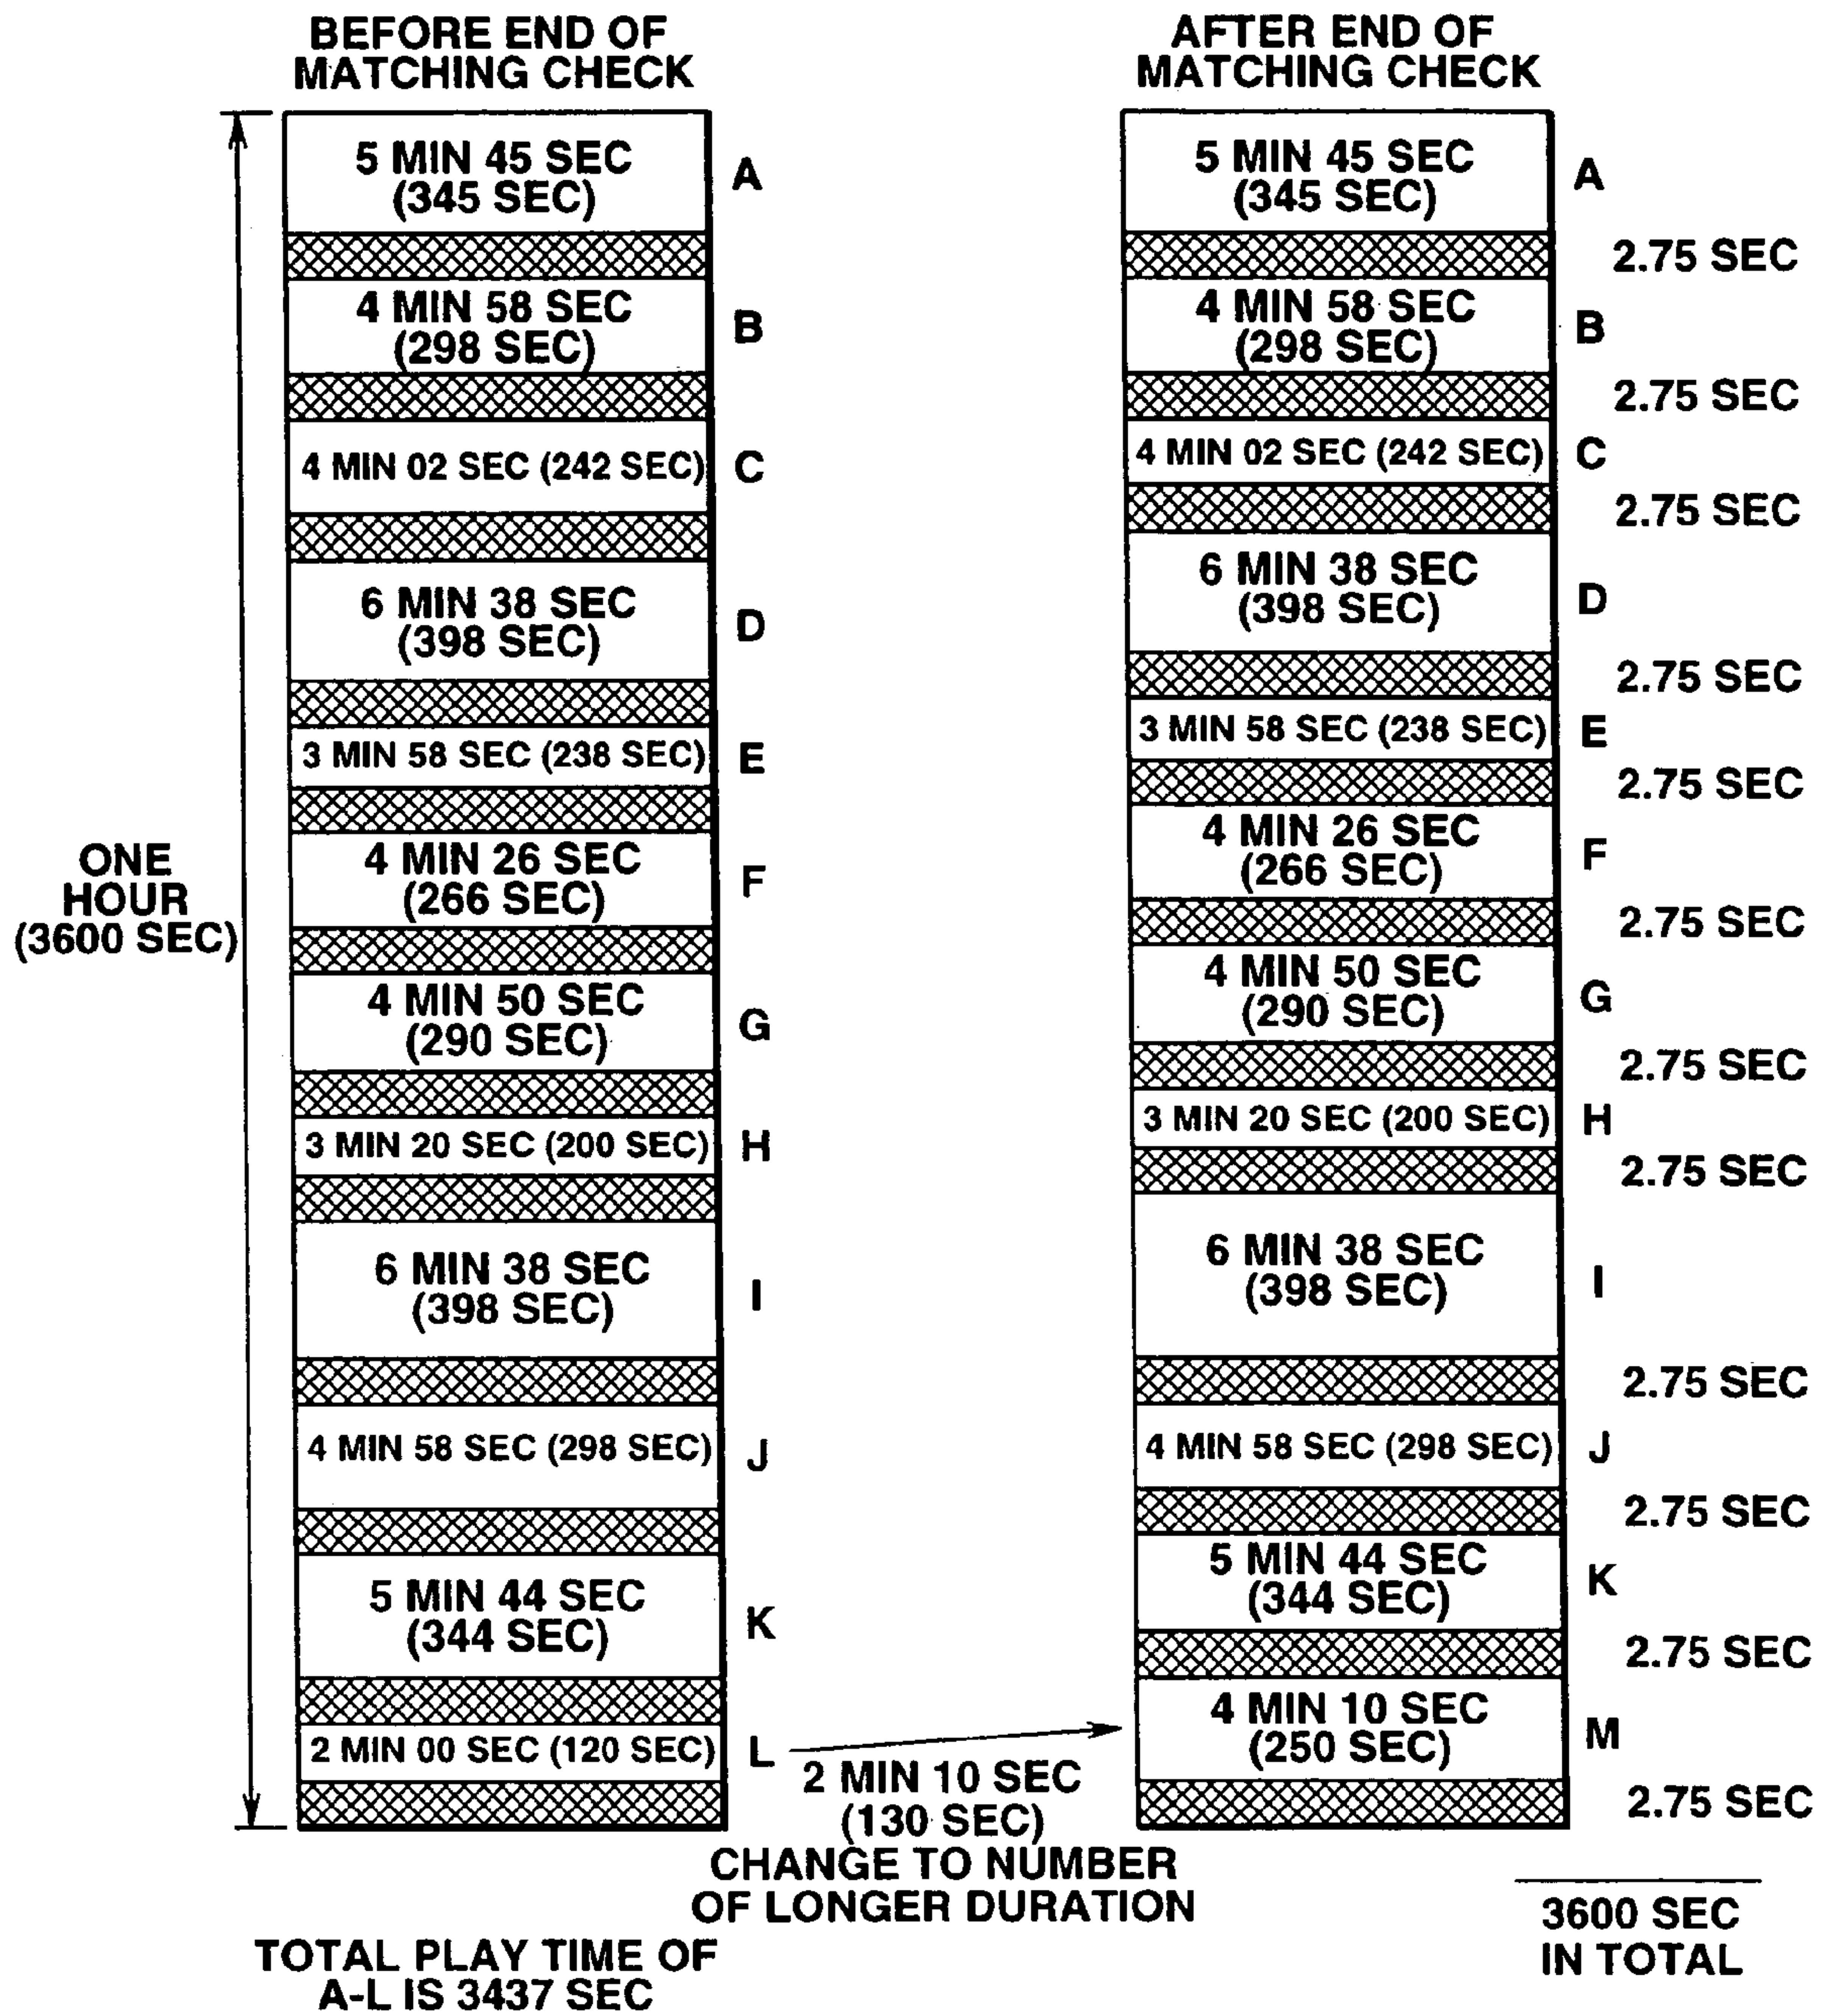 BEFORE END OF
MATCHING CHECK
5 MIN 45 SEC
(345 SEC)
A
4 MIN 58 SEC
(298 SEC)
B
4 MIN 02 SEC (242 SEC)
C
6 MIN 38 SEC
(398 SEC)
D
3 MIN 58 SEC (238 SEC)
E
4 MIN 26 SEC
(266 SEC)
F
4 MIN 50 SEC
(290 SEC)
G
3 MIN 20 SEC (200 SEC)
H
6 MIN 38 SEC
(398 SEC)
I
4 MIN 58 SEC (298 SEC)
J
5 MIN 44 SEC
(344 SEC)
K
2 MIN 00 SEC (120 SEC)
L
ONE
HOUR
(3600 SEC)
TOTAL PLAY TIME OF
A-L IS 3437 SEC
2 MIN 10 SEC
(130 SEC)
CHANGE TO NUMBER
OF LONGER DURATION
AFTER END OF
MATCHING CHECK
5 MIN 45 SEC
(345 SEC)
A
2.75 SEC
4 MIN 58 SEC
(298 SEC)
B
2.75 SEC
4 MIN 02 SEC (242 SEC)
C
2.75 SEC
6 MIN 38 SEC
(398 SEC)
D
2.75 SEC
3 MIN 58 SEC (238 SEC)
E
2.75 SEC
4 MIN 26 SEC
(266 SEC)
F
2.75 SEC
4 MIN 50 SEC
(290 SEC)
G
2.75 SEC
3 MIN 20 SEC (200 SEC)
H
2.75 SEC
6 MIN 38 SEC
(398 SEC)
I
2.75 SEC
4 MIN 58 SEC (298 SEC)
J
2.75 SEC
5 MIN 44 SEC
(344 SEC)
K
2.75 SEC
4 MIN 10 SEC
(250 SEC)
M
2.75 SEC
3600 SEC
IN TOTAL